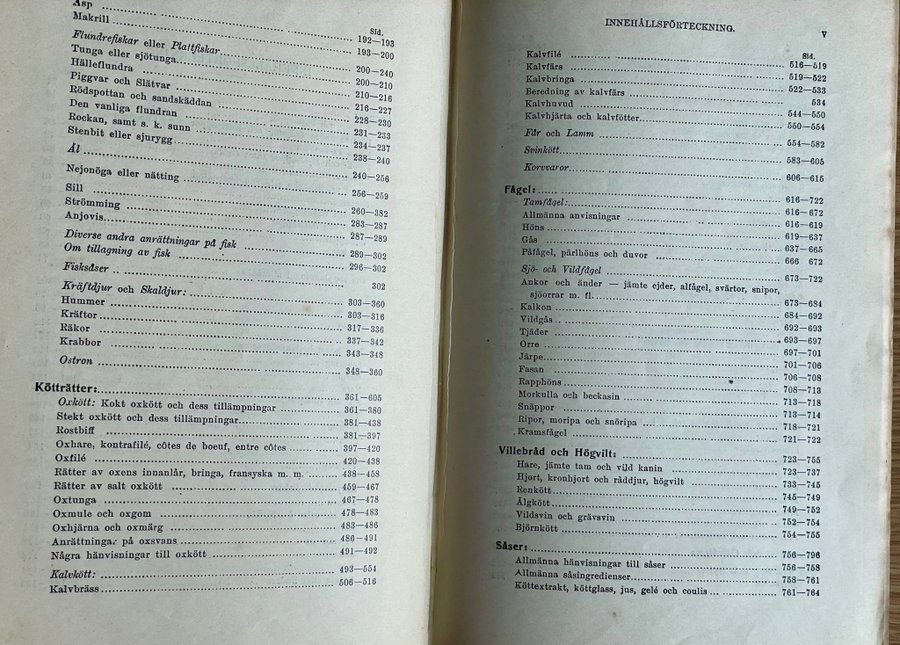 Asp 192—193
Sid.
Makrill 193—200
Flundrefiskar eller Plattfiskar 200—240
Tunga eller sjötunga 200—210
Hälleflundra 210—216
Piggvar och Slätvar 216—227
Rödspottan och sandskäddan 228—230
Den vanliga flundran 231—233
Rockan, samt s. k. sunn 234—237
Stenbit eller sjurygg 238—240
Ål 240—256
Nejonöga eller nätting 256—259
Sill 260—382
Strömming 283—287
Anjovis 287—289
Diverse andra anrättningar på fisk 289—302
Om tillagning av fisk 296—302
Fisksåser 302
Kräftdjur och Skaldjur: 303—360
Hummer 303—316
Kräftor 317—336
Räkor 337—342
Krabbor 343—348
Ostron 348—360
Kötträtter: 361—605
Oxkött: Kokt oxkött och dess tillämpningar 361—380
Stekt oxkött och dess tillämpningar 381—438
Rostbiff 381—397
Oxhare, kontrafilé, côtes de boeuf, entre côtes 397—420
Oxfilé 420—438
Rätter av oxens innanlår, bringa, fransyska m. m. 438—458
Rätter av salt oxkött 459—467
Oxtunga 467—478
Oxmule och oxgom 478—483
Oxhjärna och oxmärg 483—486
Anrättningar på oxsvans 486—491
Några hänvisningar till oxkött 491—492
Kalvkött: 493—554
Kalvbräss 506—516
INNEHÅLLSFÖRTECKNING. V
Sid.
Kalvfilé 516—519
Kalvfärs 519—522
Kalvbringa 522—533
Beredning av kalvfärs 534
Kalvhuvud 544—550
Kalvhjärta och kalvfötter 550—554
Får och Lamm 554—582
Svinkött 583—605
Korvvaror 606—615
Fågel: 616—722
Tamfågel: 616—672
Allmänna anvisningar 616—619
Höns 619—637
Gås 637—665
Påfågel, pärlhöns och duvor 666 672
Sjö- och Vildfågel 673—722
Ankor och änder — jämte ejder, alfågel, svärtor, snipor,
sjöorrar m. fl. 673—684
Kalkon 684—692
Vildgås 692—693
Tjäder 693—697
Orre 697—701
Järpe 701—706
Fasan 706—708
Rapphöns 708—713
Morkulla och beckasin 713—718
Snäppor 713—714
Ripor, moripa och snöripa 718—721
Kramsfågel 721—722
Villebråd och Högvilt: 723—755
Hare, jämte tam och vild kanin 723—737
Hjort, kronhjort och råddjur, högvilt 733—745
Renkött 745—749
Älgkött 749—752
Vildsvin och grävsvin 752—754
Björnkött 754—755
Såser: 756—796
Allmänna hänvisningar till såser 756—758
Allmänna såsingredienser 758—761
Köttextrakt, köttglass, jus, gelé och coulis 761—764